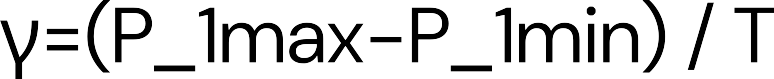 γ=(P_1max-P_1min) / T